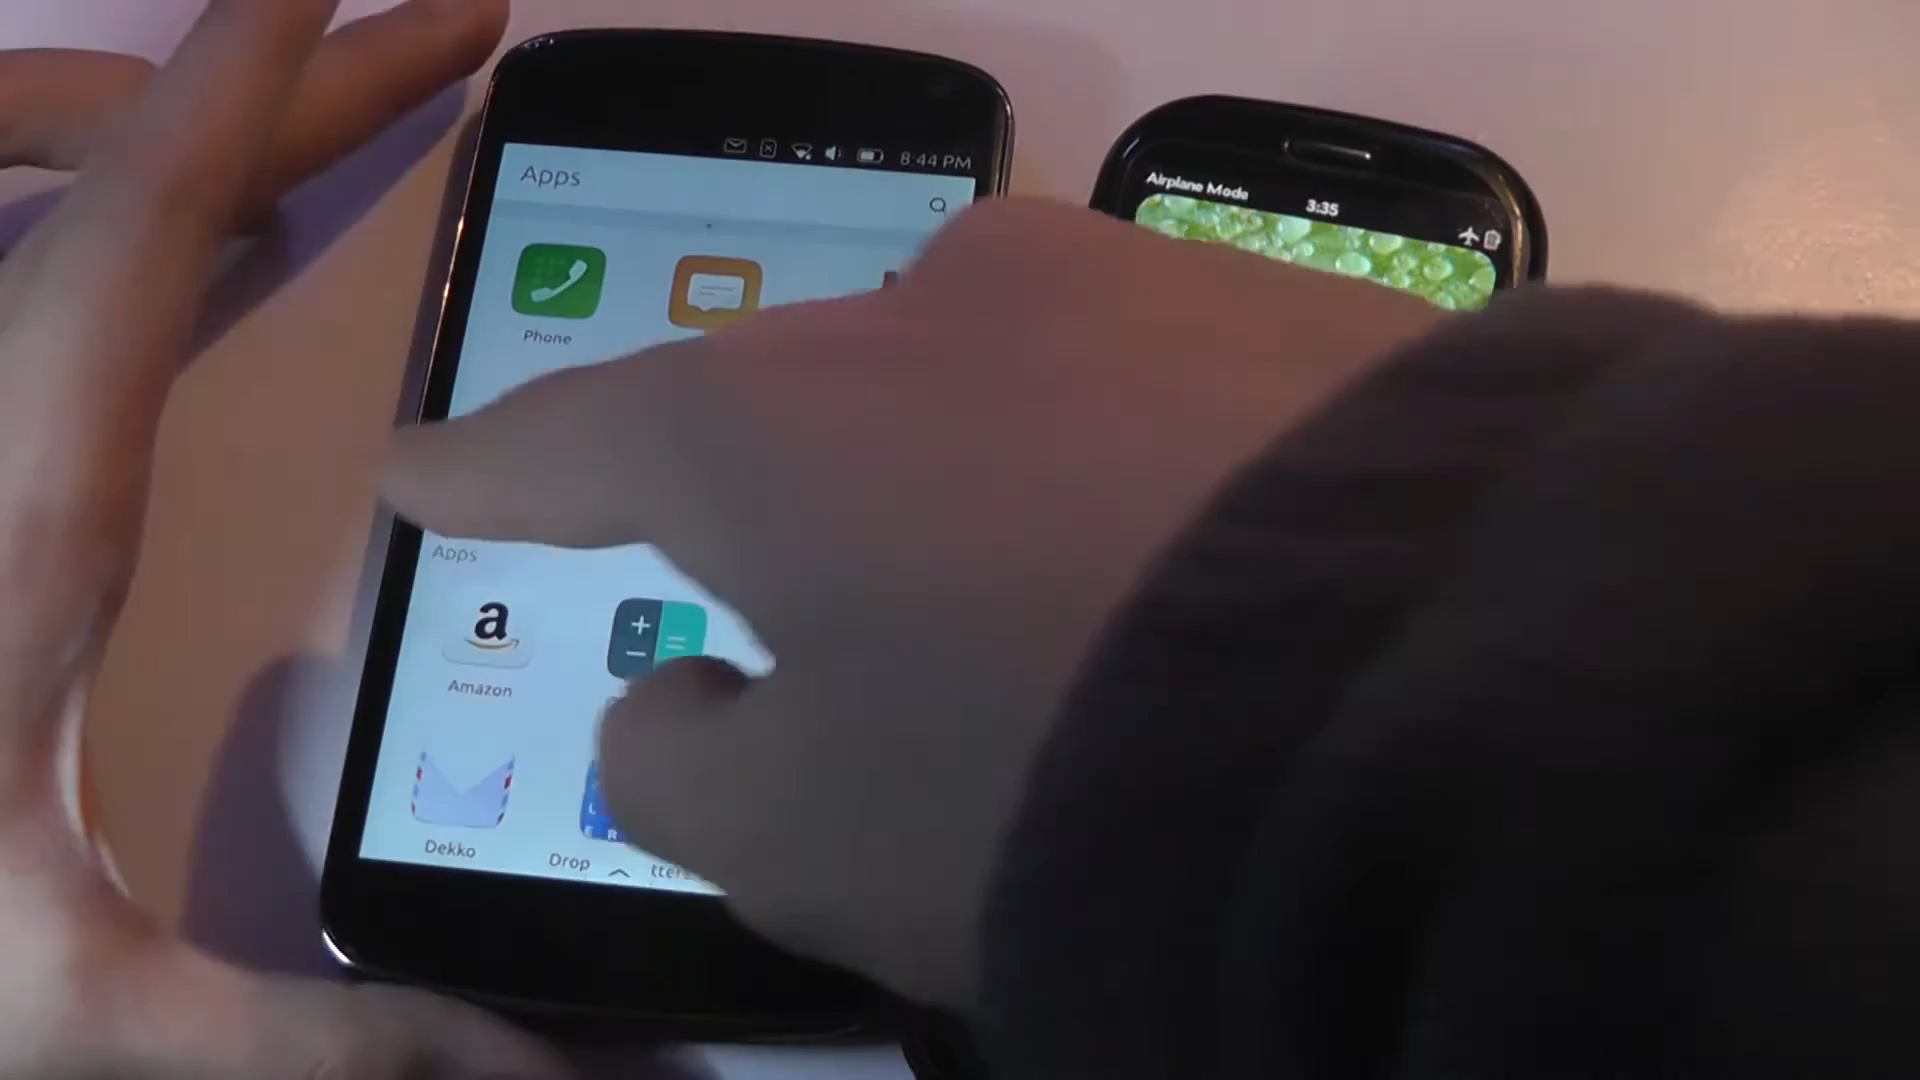 8:44 PM
Apps
Phone
Airplane Mode
3:35
Apps
a
Amazon
L
E R
Dekko
Drop